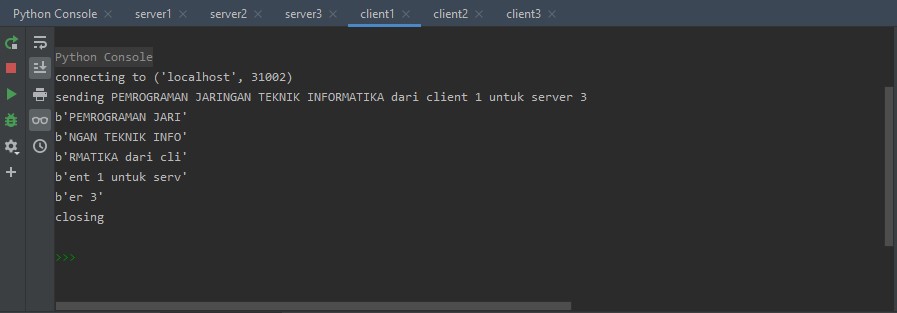 Python Console × server1 × server2 × server3 × client1 × client2 × client3 ×
Python Console
connecting to ('localhost', 31002)
sending PEMROGRAMAN JARINGAN TEKNIK INFORMATIKA dari client 1 untuk server 3
b'PEMROGRAMAN JARI'
b'NGAN TEKNIK INFO'
b'RMATIKA dari cli'
b'ent 1 untuk serv'
b'er 3'
closing
>>>